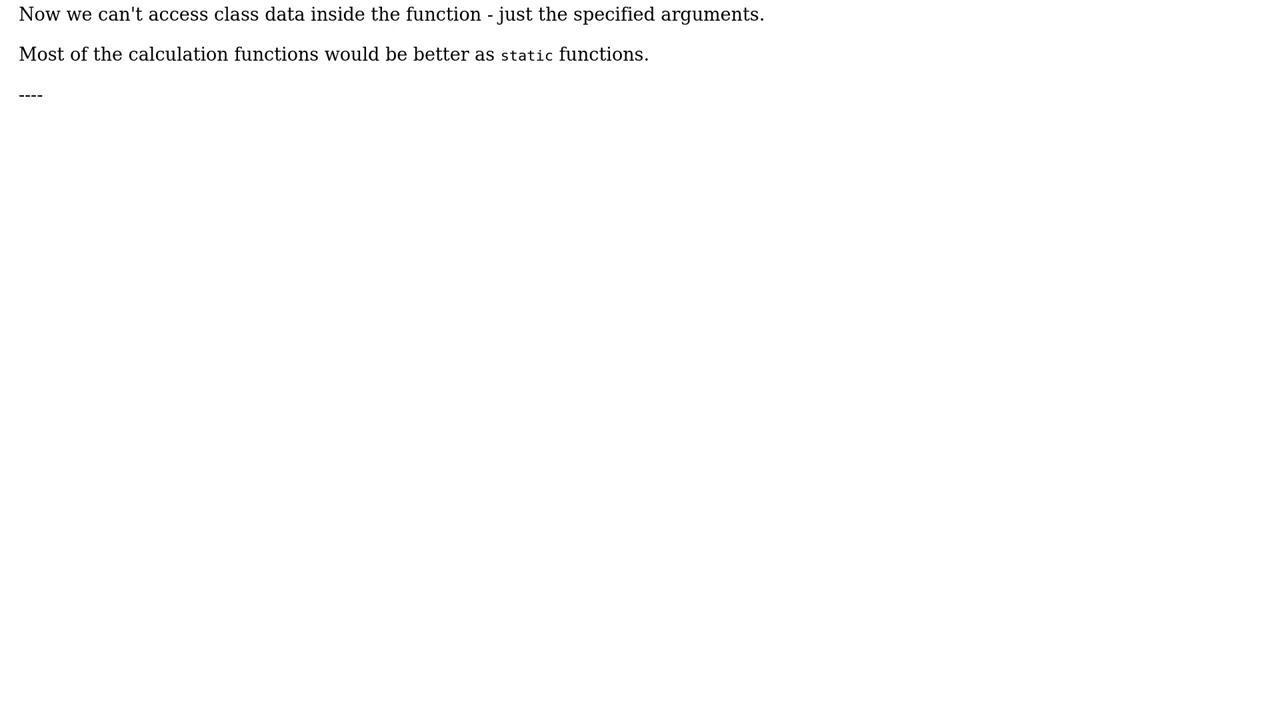 Now we can't access class data inside the function - just the specified arguments.
Most of the calculation functions would be better as static functions.
----